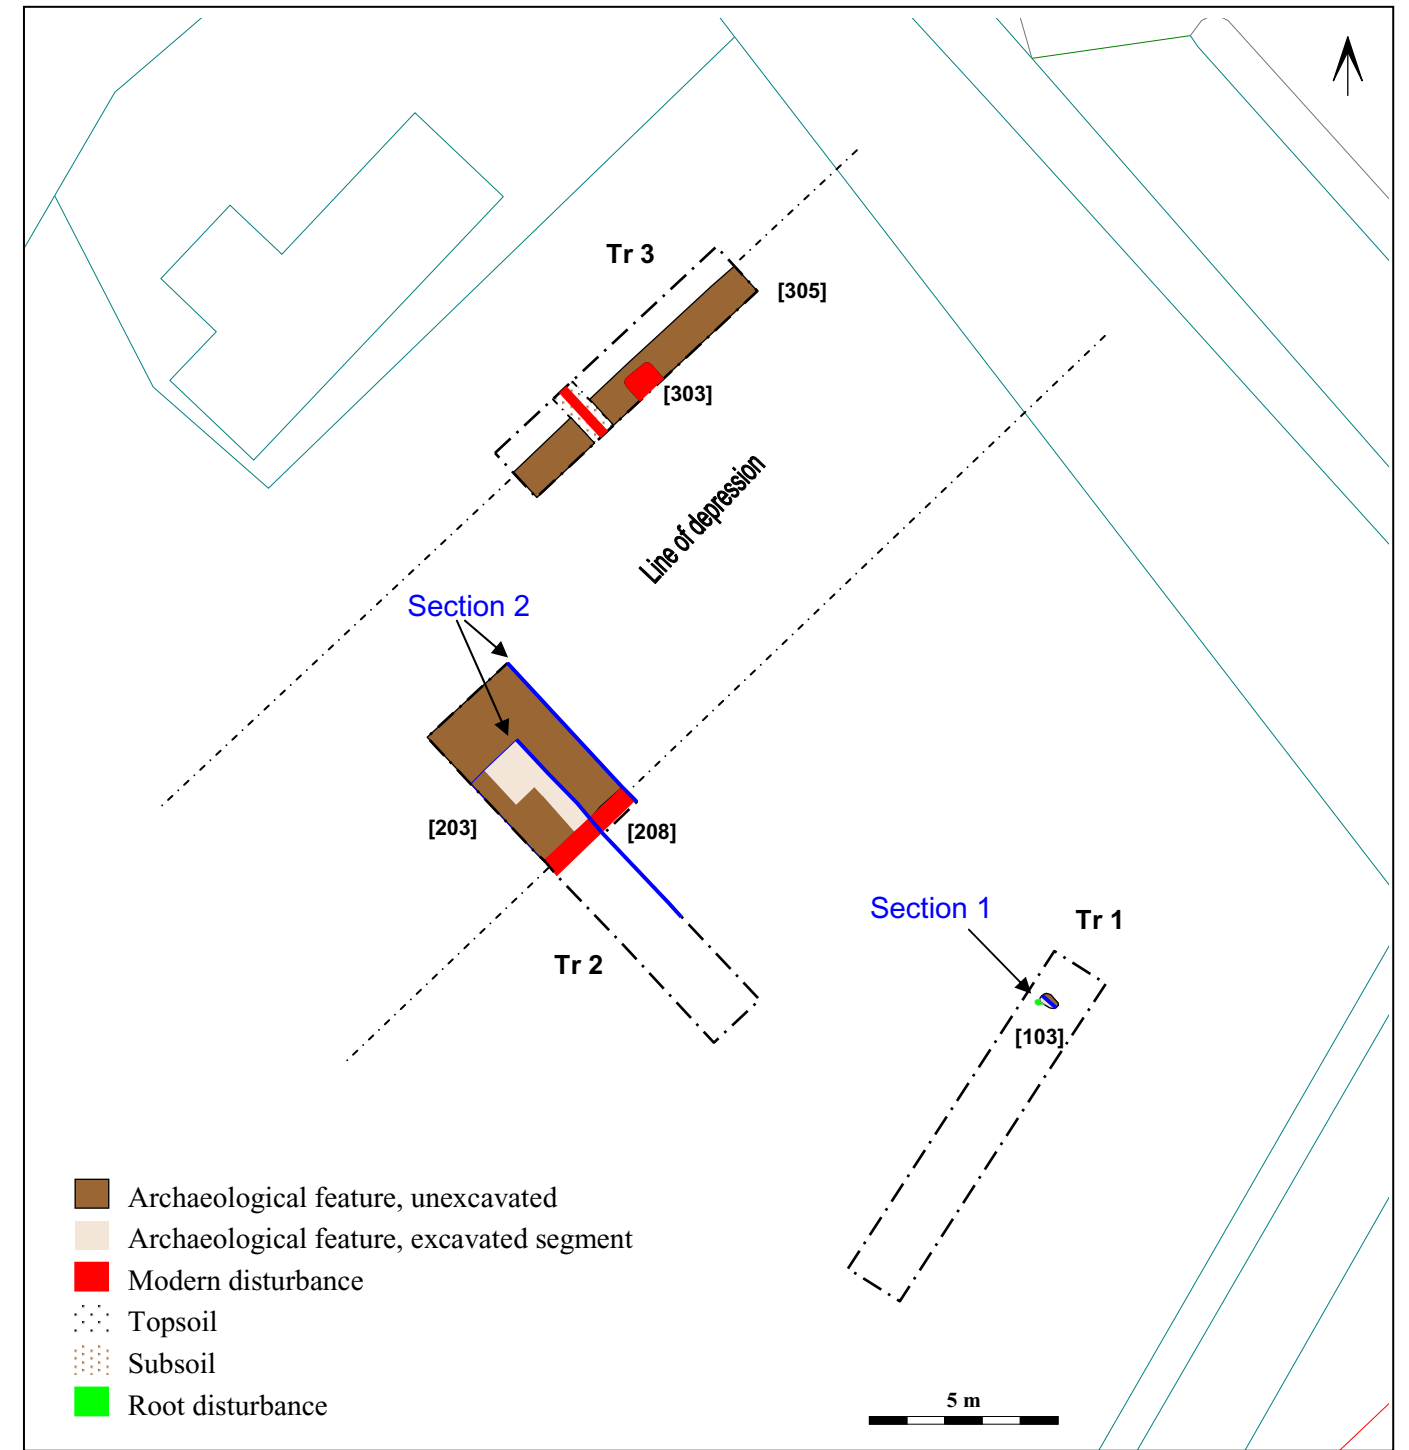 Tr 3
[305]
[303]
Line of depression
Section 2
[203]
[208]
Section 1
Tr 1
Tr 2
[103]
Archaeological feature, unexcavated
Archaeological feature, excavated segment
Modern disturbance
Topsoil
Subsoil
Root disturbance
5 m